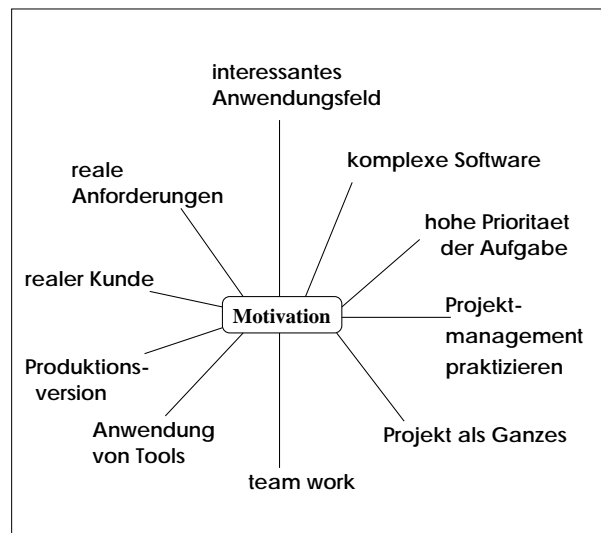 interessantes
Anwendungsfeld
komplexe Software
reale
Anforderungen
hohe Prioritaet
der Aufgabe
realer Kunde
Motivation
Projekt-
management
praktizieren
Produktions-
version
Anwendung
von Tools
Projekt als Ganzes
team work